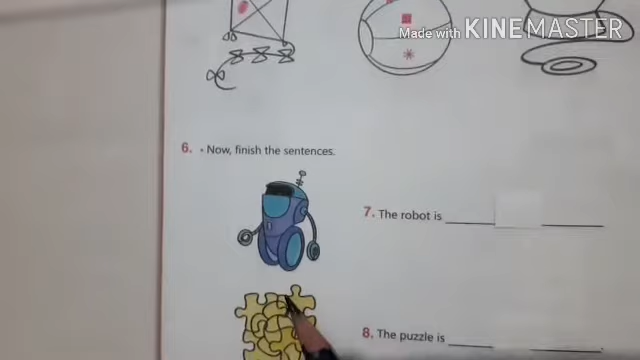 Made with KINEMASTER
6. • Now, finish the sentences.
7. The robot is
8. The puzzle is